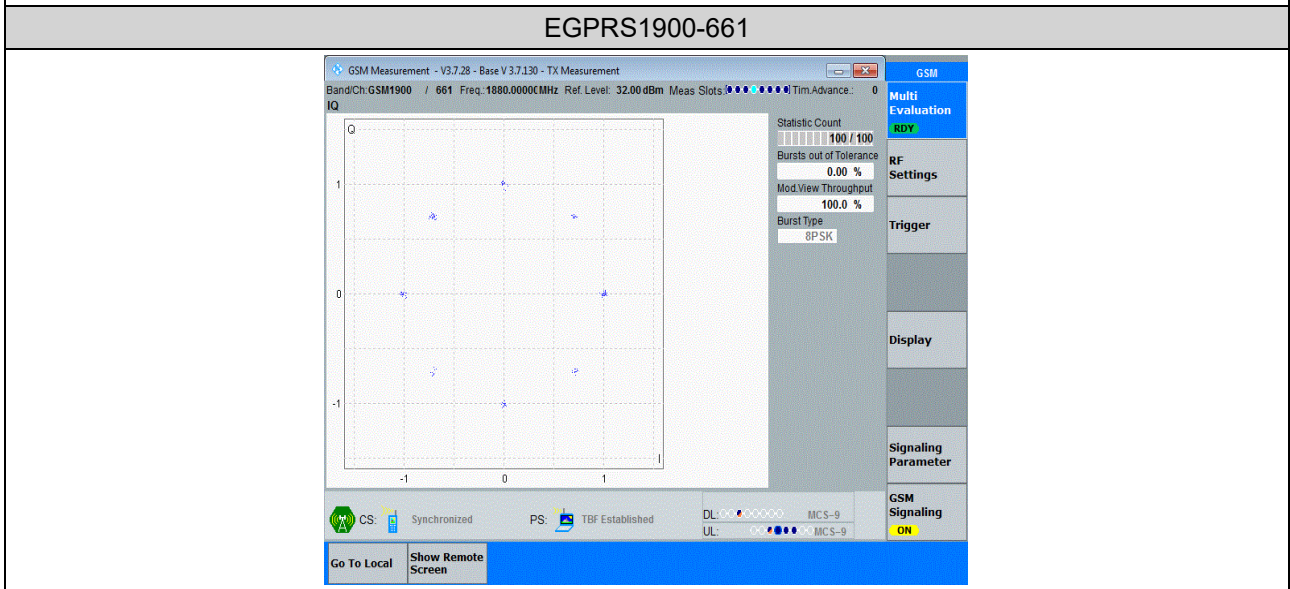 EGPRS1900-661
GSM Measurement - V3.7.28 - Base V 3.7.130 - TX Measurement
GSM
Band/Ch:GSM1900 / 661 Freq.:1880.0000 MHz Ref. Level: 32.00 dBm Meas Slots: Tim.Advance.: 0
IQ
Multi
Evaluation
RDY
Q
Statistic Count
100 / 100
Bursts out of Tolerance
0.00 %
Mod.View Throughput
100.0 %
Burst Type
8PSK
RF
Settings
Trigger
Display
Signaling
Parameter
GSM
Signaling
ON
1
0
-1
I
-1 0 1
CS: Synchronized PS: TBF Established
DL: MCS-9
UL: MCS-9
Go To Local
Show Remote
Screen